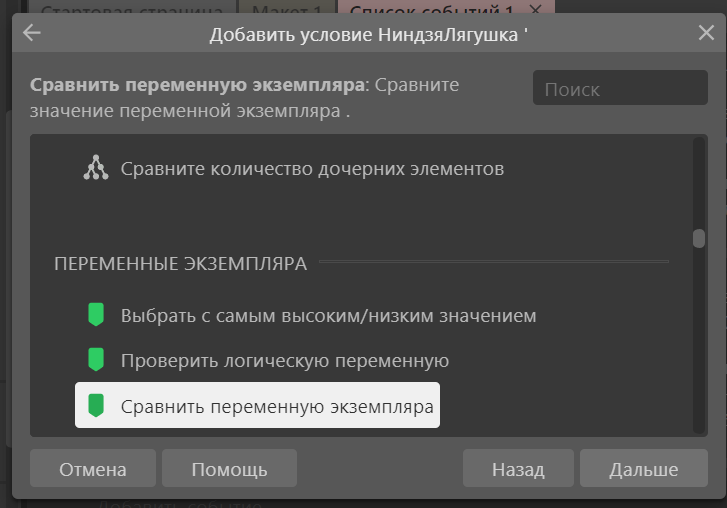 Стартовая страница Макет 1 Список событий 1
Добавить условие НиндзяЛягушка '
Сравнить переменную экземпляра: Сравните
значение переменной экземпляра .
Поиск
Сравните количество дочерних элементов
ПЕРЕМЕННЫЕ ЭКЗЕМПЛЯРА
Выбрать с самым высоким/низким значением
Проверить логическую переменную
Сравнить переменную экземпляра
Отмена Помощь Назад Дальше
Добавить событие